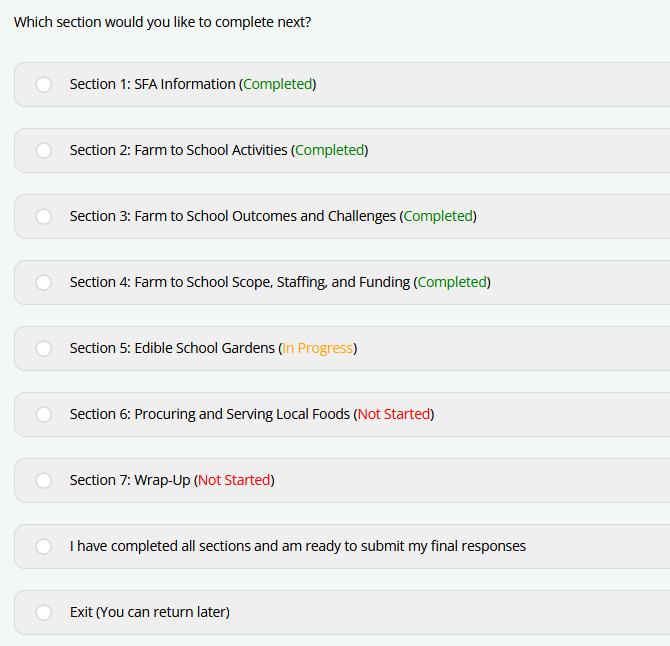 Which section would you like to complete next?
Section 1: SFA Information (Completed)
Section 2: Farm to School Activities (Completed)
Section 3: Farm to School Outcomes and Challenges (Completed)
Section 4: Farm to School Scope, Staffing, and Funding (Completed)
Section 5: Edible School Gardens (In Progress)
Section 6: Procuring and Serving Local Foods (Not Started)
Section 7: Wrap-Up (Not Started)
I have completed all sections and am ready to submit my final responses
Exit (You can return later)